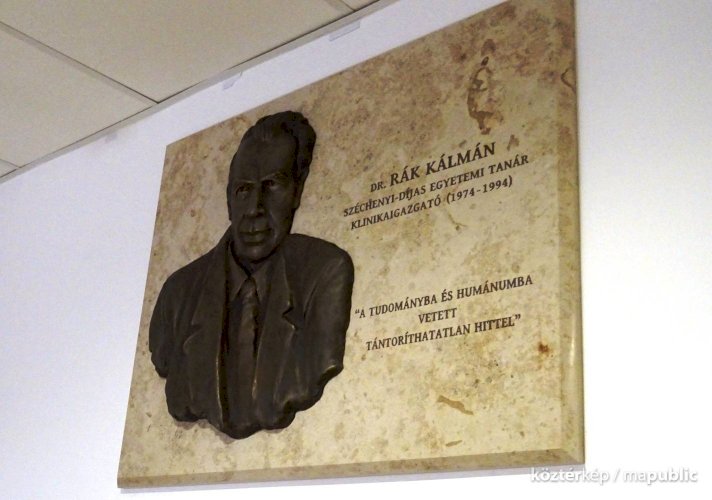 DR. RÁK KÁLMÁN
SZÉCHENYI-DÍJAS EGYETEMI TANÁR
KLINIKAIGAZGATÓ (1974-1994)
"A TUDOMÁNYBA ÉS HUMÁNUMBA
VETETT
TÁNTORÍTHATATLAN HITTEL"
köztérkép / mapublic